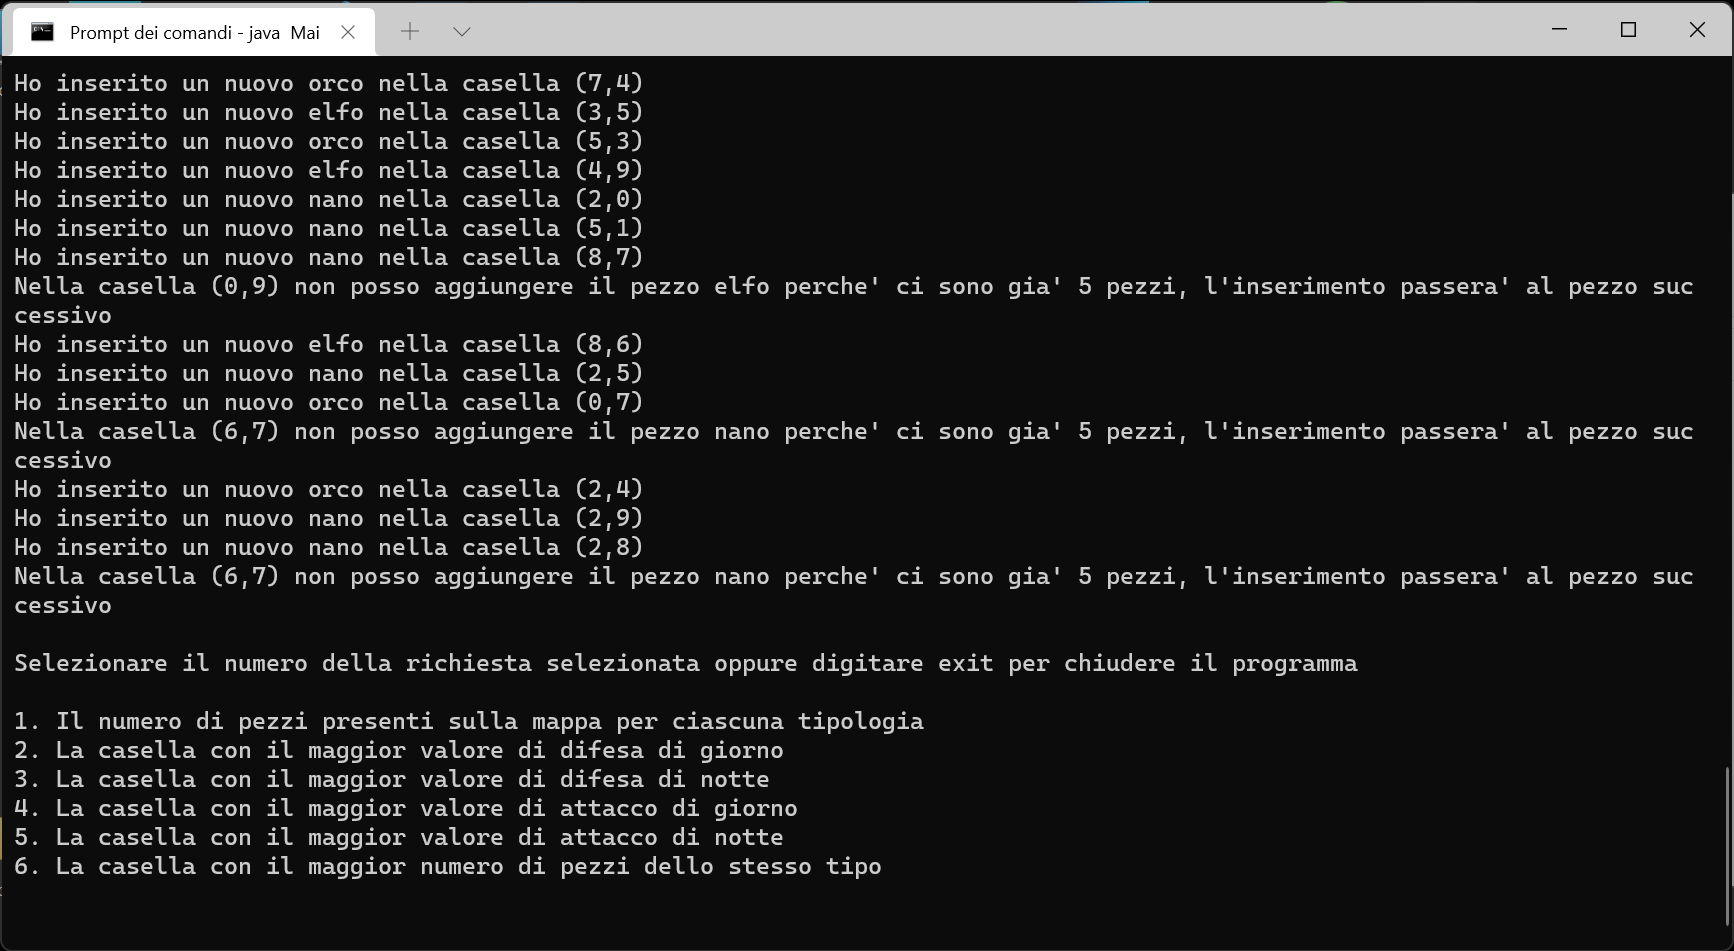 Prompt dei comandi - java  Mai
Ho inserito un nuovo orco nella casella (7,4)
Ho inserito un nuovo elfo nella casella (3,5)
Ho inserito un nuovo orco nella casella (5,3)
Ho inserito un nuovo elfo nella casella (4,9)
Ho inserito un nuovo nano nella casella (2,0)
Ho inserito un nuovo nano nella casella (5,1)
Ho inserito un nuovo nano nella casella (8,7)
Nella casella (0,9) non posso aggiungere il pezzo elfo perche' ci sono gia' 5 pezzi, l'inserimento passera' al pezzo suc
cessivo
Ho inserito un nuovo elfo nella casella (8,6)
Ho inserito un nuovo nano nella casella (2,5)
Ho inserito un nuovo orco nella casella (0,7)
Nella casella (6,7) non posso aggiungere il pezzo nano perche' ci sono gia' 5 pezzi, l'inserimento passera' al pezzo suc
cessivo
Ho inserito un nuovo orco nella casella (2,4)
Ho inserito un nuovo nano nella casella (2,9)
Ho inserito un nuovo nano nella casella (2,8)
Nella casella (6,7) non posso aggiungere il pezzo nano perche' ci sono gia' 5 pezzi, l'inserimento passera' al pezzo suc
cessivo
Selezionare il numero della richiesta selezionata oppure digitare exit per chiudere il programma
1. Il numero di pezzi presenti sulla mappa per ciascuna tipologia
2. La casella con il maggior valore di difesa di giorno
3. La casella con il maggior valore di difesa di notte
4. La casella con il maggior valore di attacco di giorno
5. La casella con il maggior valore di attacco di notte
6. La casella con il maggior numero di pezzi dello stesso tipo